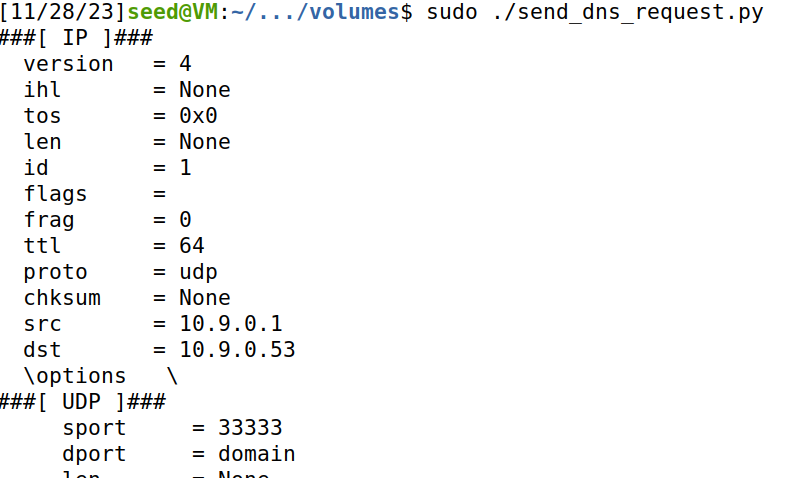 [11/28/23]seed@VM:~/.../volumes$ sudo ./send_dns_request.py
###[ IP ]###
  version   = 4
  ihl       = None
  tos       = 0x0
  len       = None
  id        = 1
  flags     =
  frag      = 0
  ttl       = 64
  proto     = udp
  chksum    = None
  src       = 10.9.0.1
  dst       = 10.9.0.53
  \options   \
###[ UDP ]###
     sport     = 33333
     dport     = domain
     len       = None